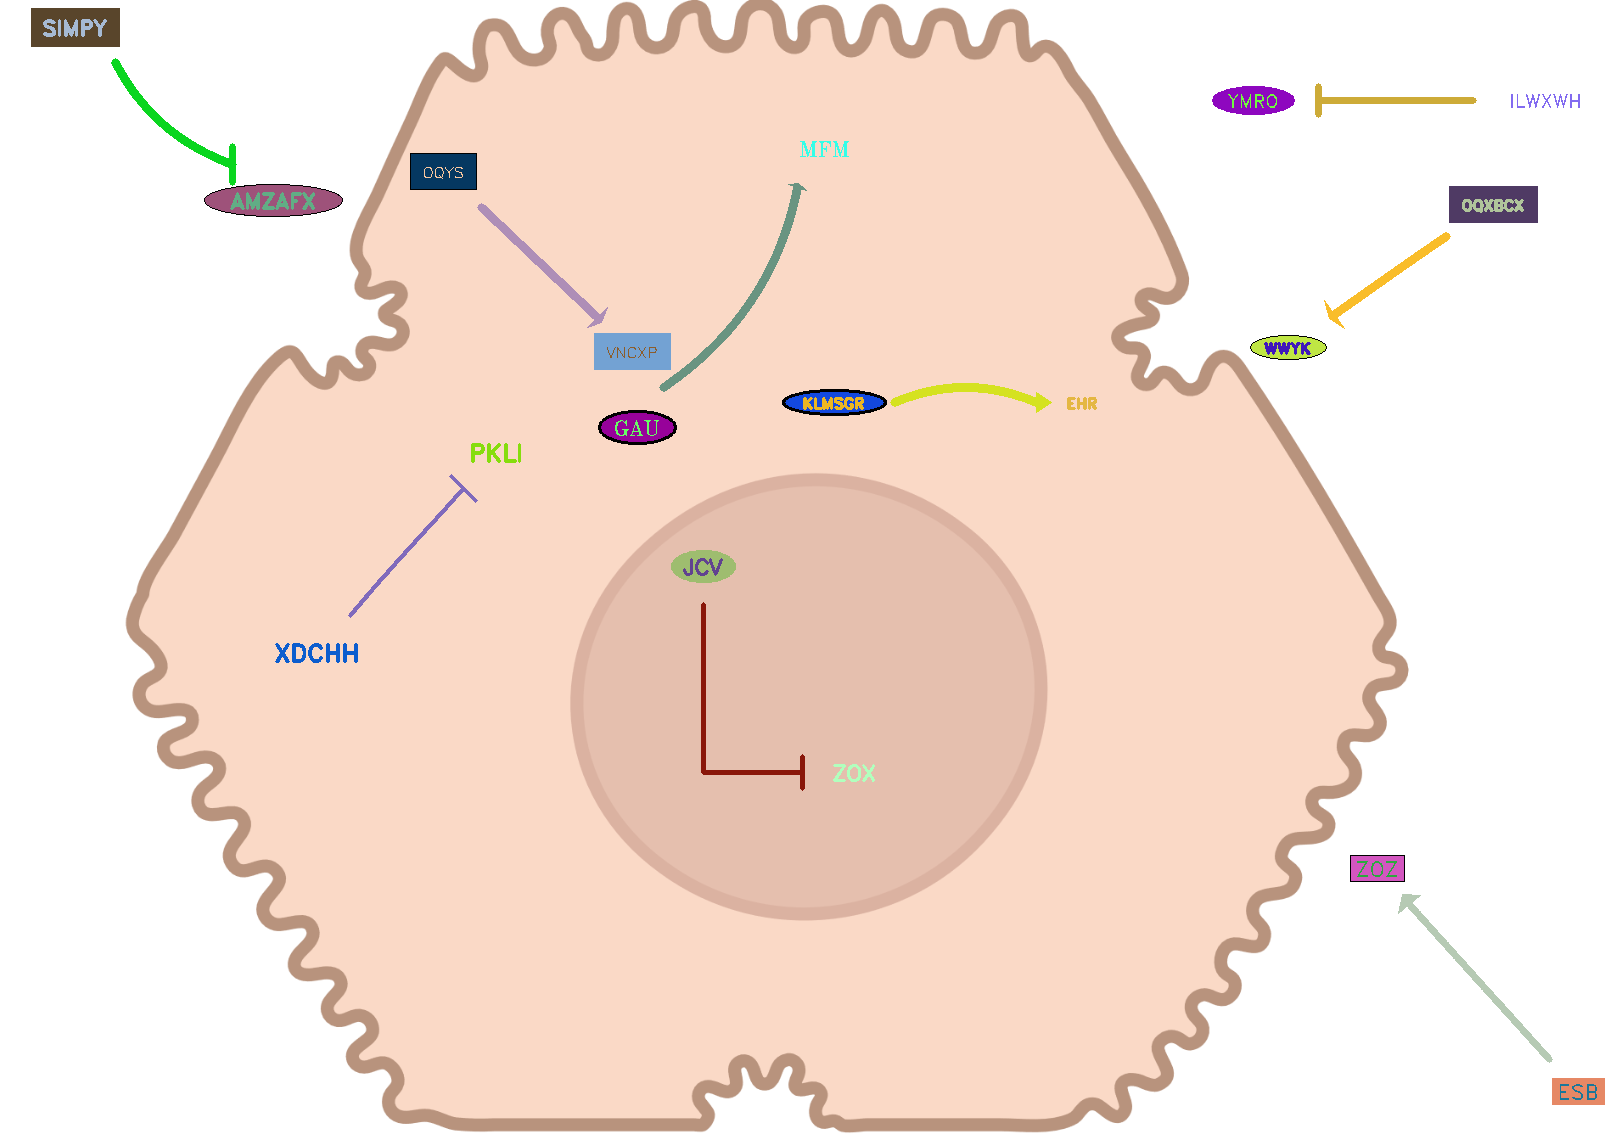 SIMPY
YMRO
ILWXWH
MFM
OQYS
AMZAFX
OQXBCX
WWYK
VNCXP
KLMSGR
EHR
GAU
PKLI
JCV
XDCHH
ZOX
ZOZ
ESB